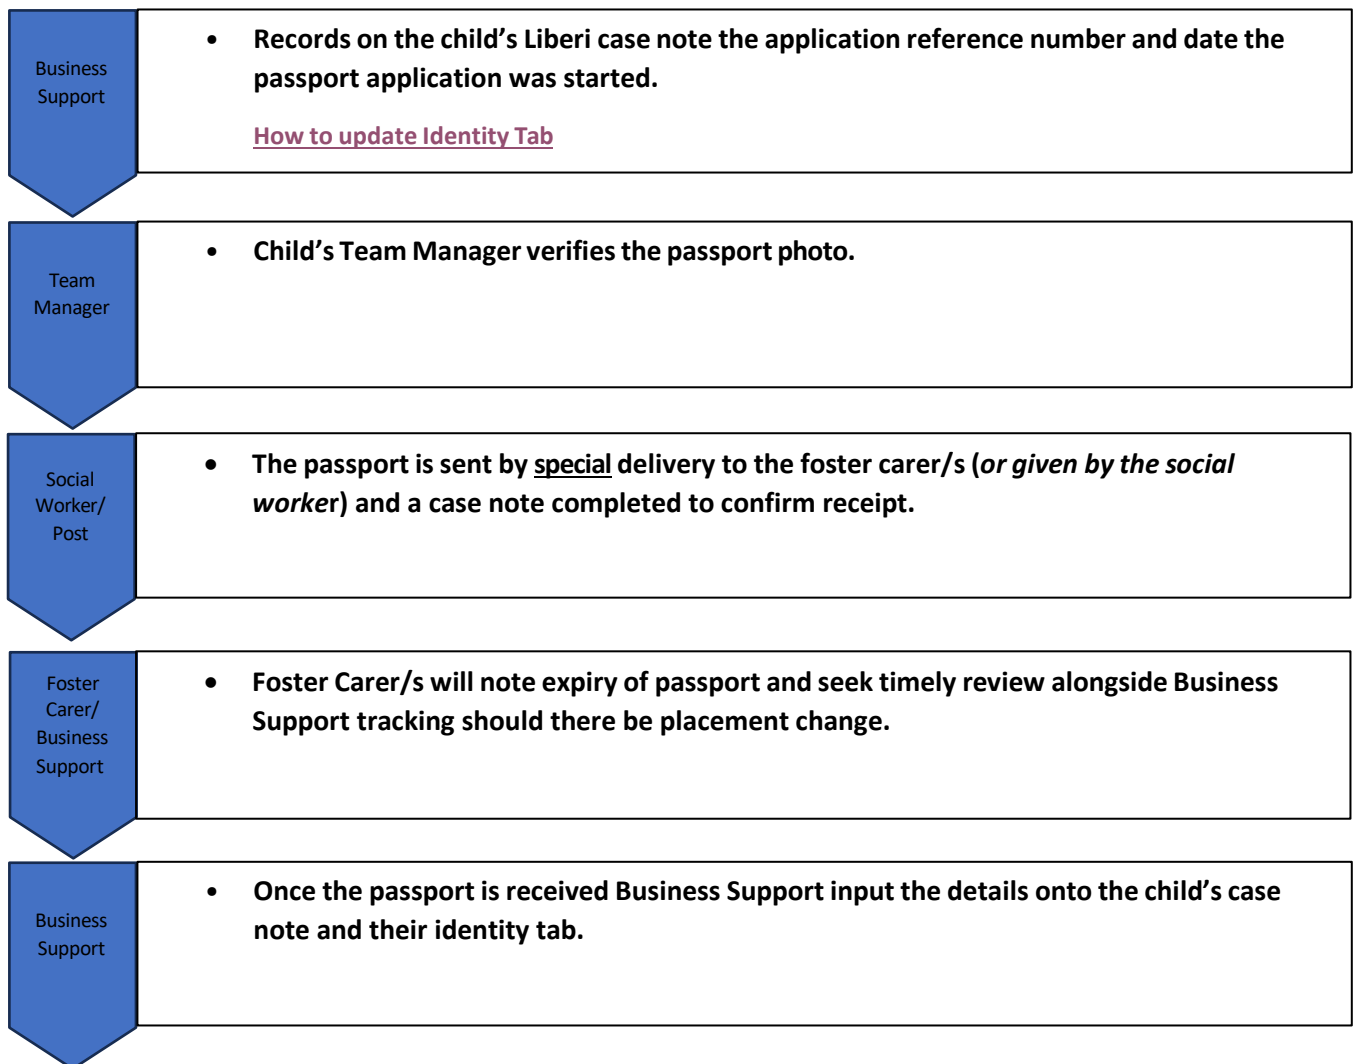 Business
Support
• Records on the child’s Liberi case note the application reference number and date the
passport application was started.
How to update Identity Tab
Team
Manager
• Child’s Team Manager verifies the passport photo.
Social
Worker/
Post
• The passport is sent by special delivery to the foster carer/s (or given by the social
worker) and a case note completed to confirm receipt.
Foster
Carer/
Business
Support
• Foster Carer/s will note expiry of passport and seek timely review alongside Business
Support tracking should there be placement change.
Business
Support
• Once the passport is received Business Support input the details onto the child’s case
note and their identity tab.